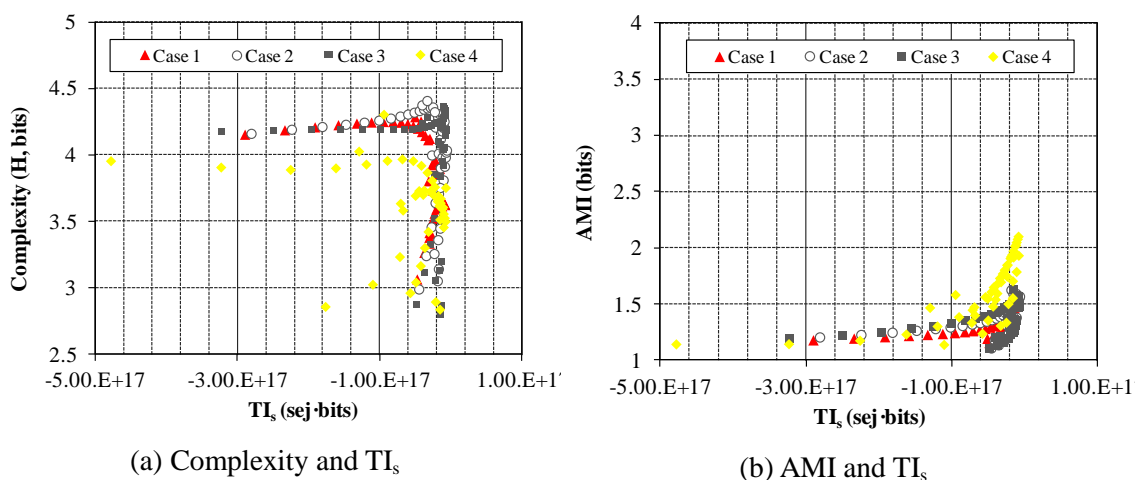 5
4.5
4
3.5
3
2.5
Complexity (H, bits)
Case 1 Case 2 Case 3 Case 4
-5.00.E+17 -3.00.E+17 -1.00.E+17 1.00.E+1
TIs (sej·bits)
(a) Complexity and TIs
4
3.5
3
2.5
2
1.5
1
AMI (bits)
Case 1 Case 2 Case 3 Case 4
-5.00.E+17 -3.00.E+17 -1.00.E+17 1.00.E+1
TIs (sej·bits)
(b) AMI and TIs